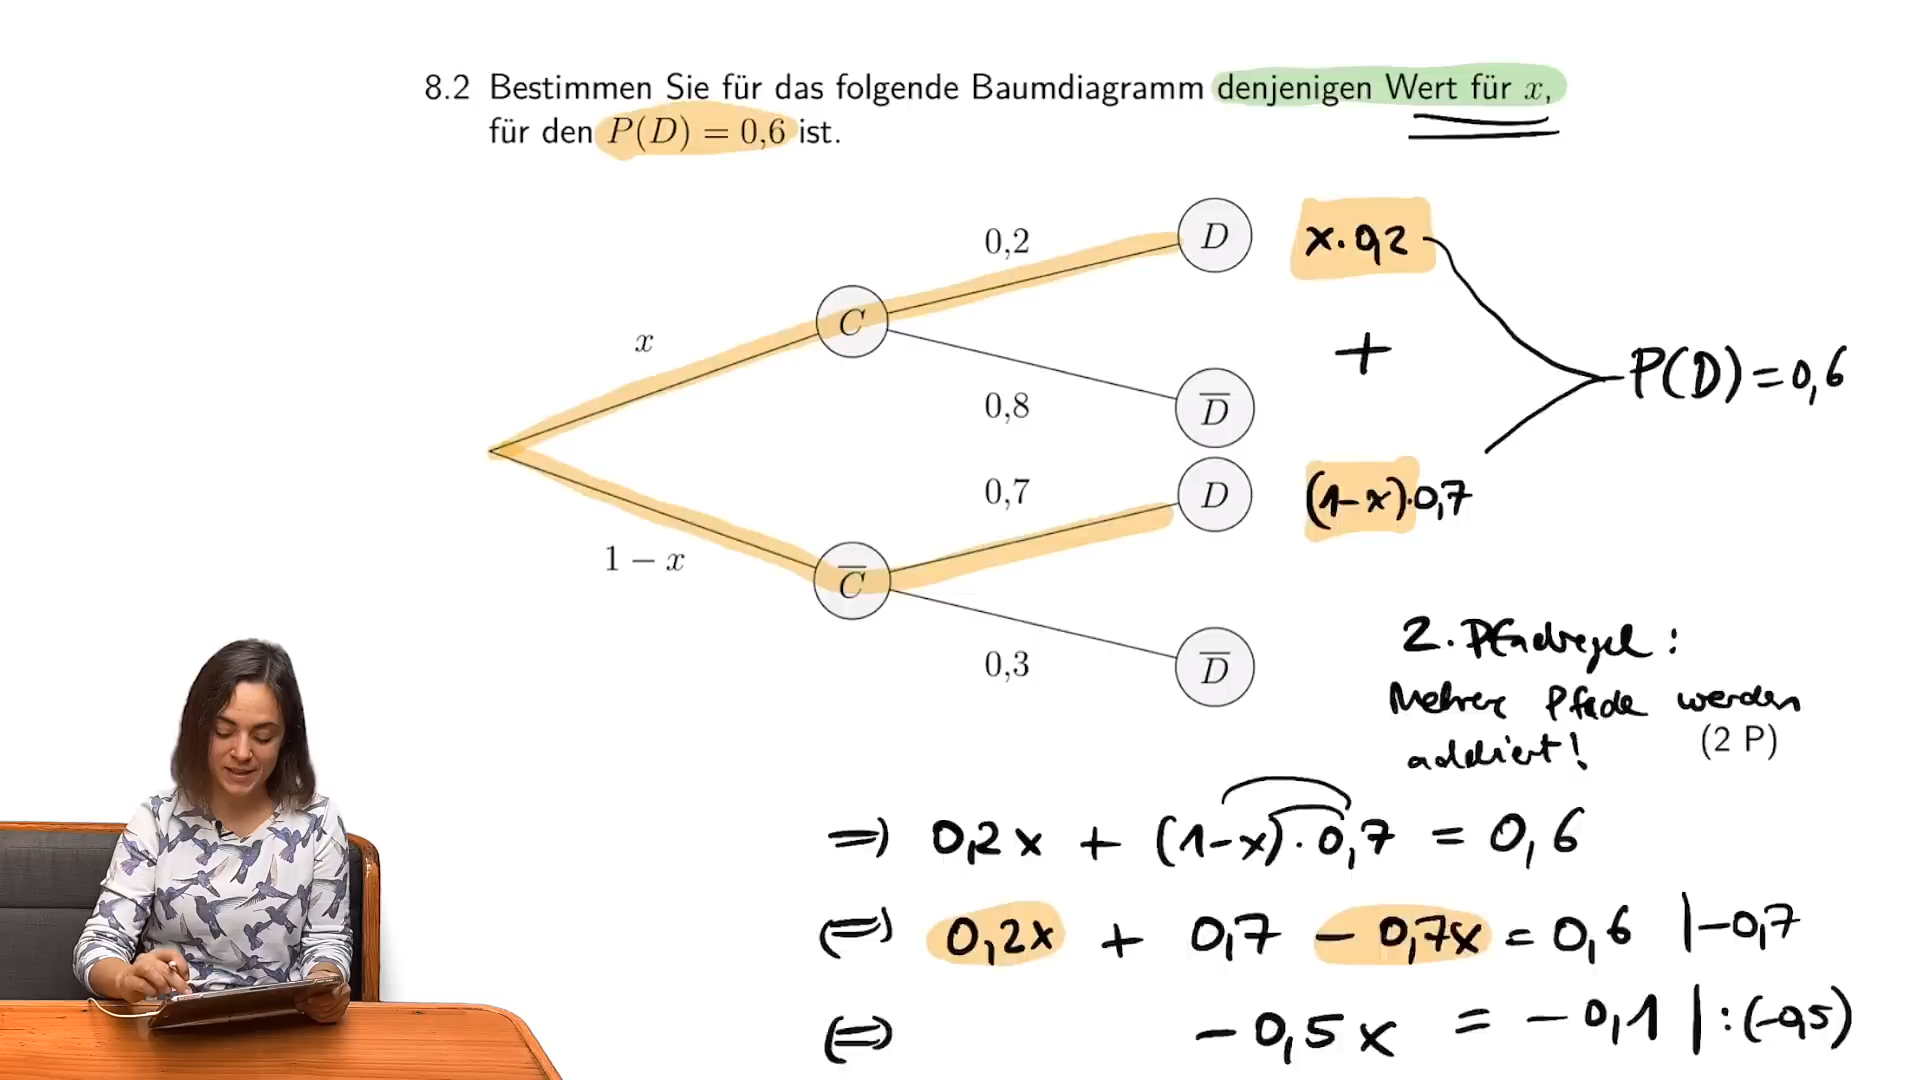 8.2 Bestimmen Sie für das folgende Baumdiagramm denjenigen Wert für x,
für den P(D) = 0,6 ist.
0,2
D
x · 0,2
x
C
+
P(D) = 0,6
0,8
D̅
0,7
D
(1-x)·0,7
1 − x
C̅
0,3
D̅
2. Pfadregel:
Mehrere Pfade werden
addiert!
(2 P)
=> 0,2x + (1-x)·0,7 = 0,6
<=> 0,2x + 0,7 - 0,7x = 0,6 |-0,7
<=> -0,5x = -0,1 | :(-0,5)